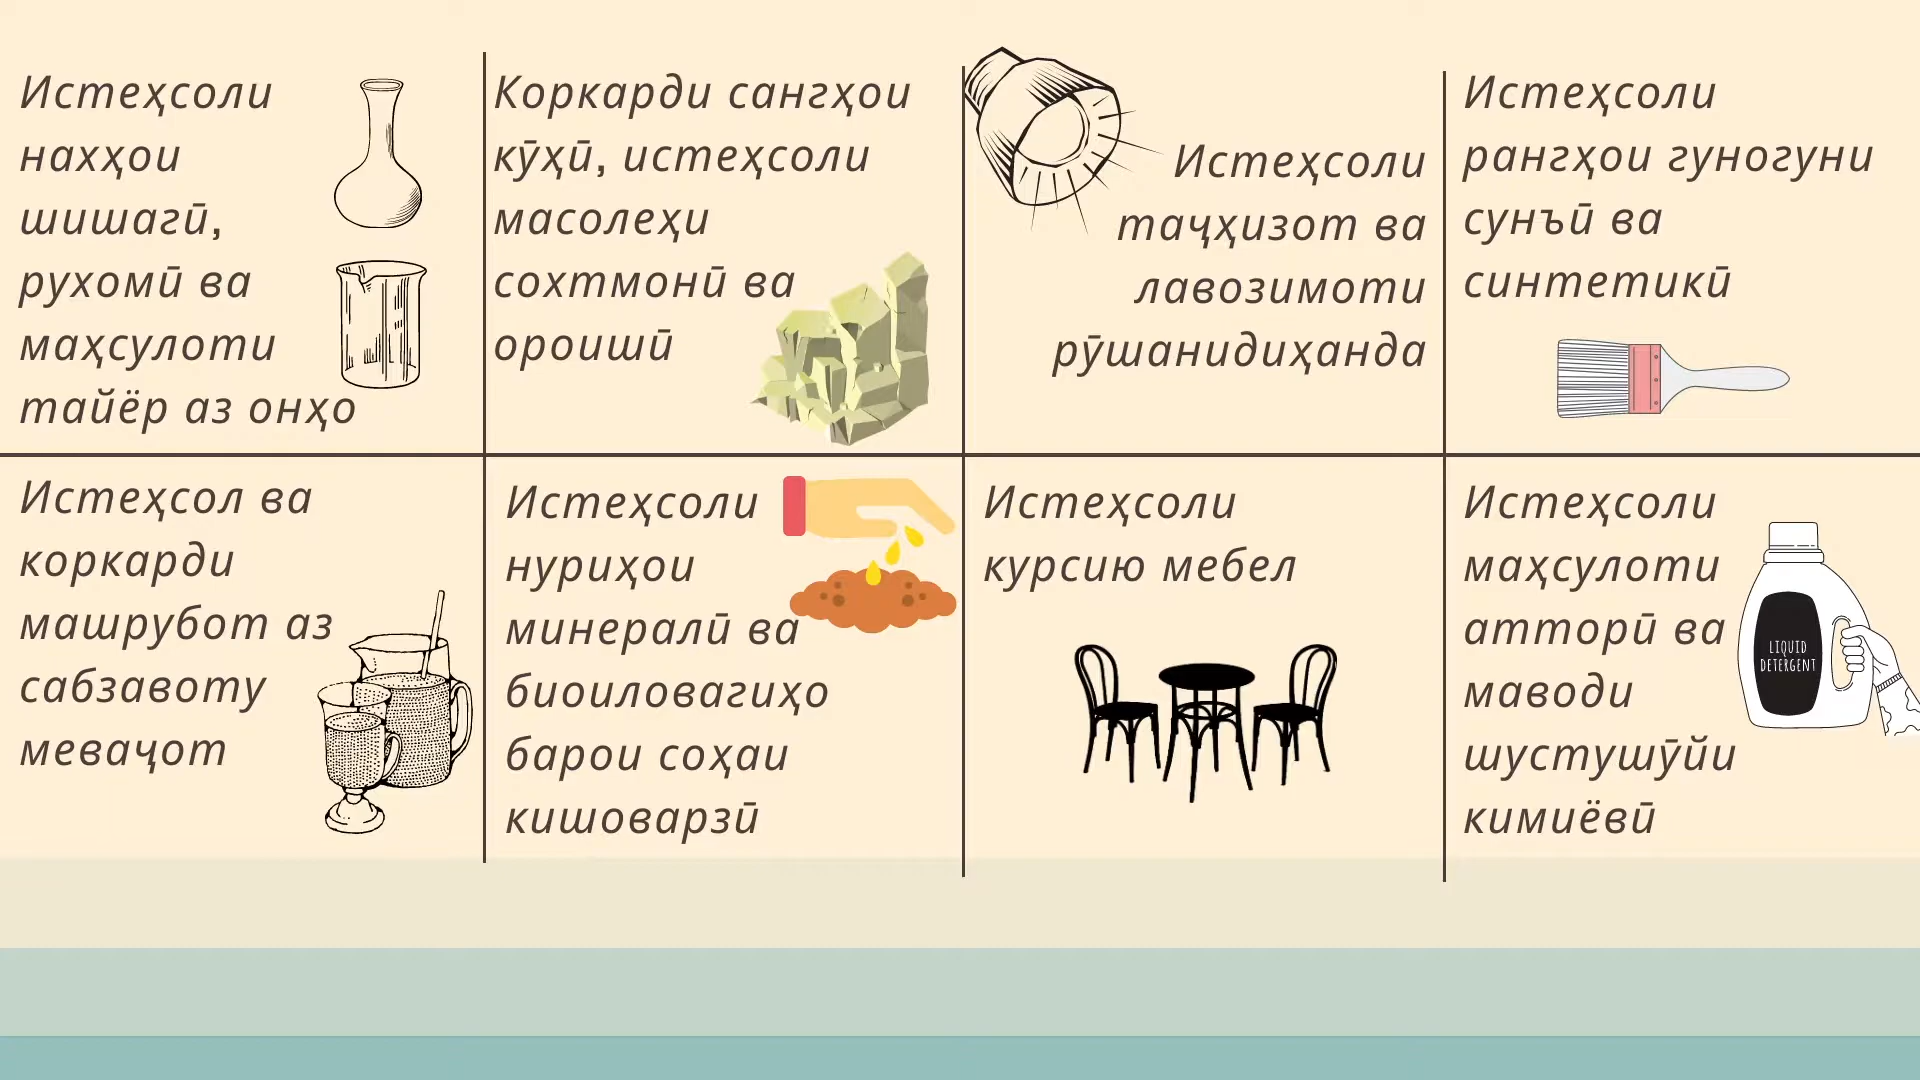 Истеҳсоли
наххои
шишагӣ,
рухомӣ ва
маҳсулоти
тайёр аз онҳо
Коркарди сангҳои
кӯҳӣ, истеҳсоли
масолеҳи
сохтмонӣ ва
ороишӣ
Истеҳсоли
таҷҳизот ва
лавозимоти
рӯшанидиҳанда
Истеҳсоли
рангҳои гуногуни
сунъӣ ва
синтетикӣ
Истеҳсол ва
коркарди
машрубот аз
сабзавоту
меваҷот
Истеҳсоли
нуриҳои
минералӣ ва
биоиловагиҳо
барои соҳаи
кишоварзӣ
Истеҳсоли
курсию мебел
Истеҳсоли
маҳсулоти
атторӣ ва
маводи
шустушӯйи
кимиёвӣ
LIQUID
DETERGENT